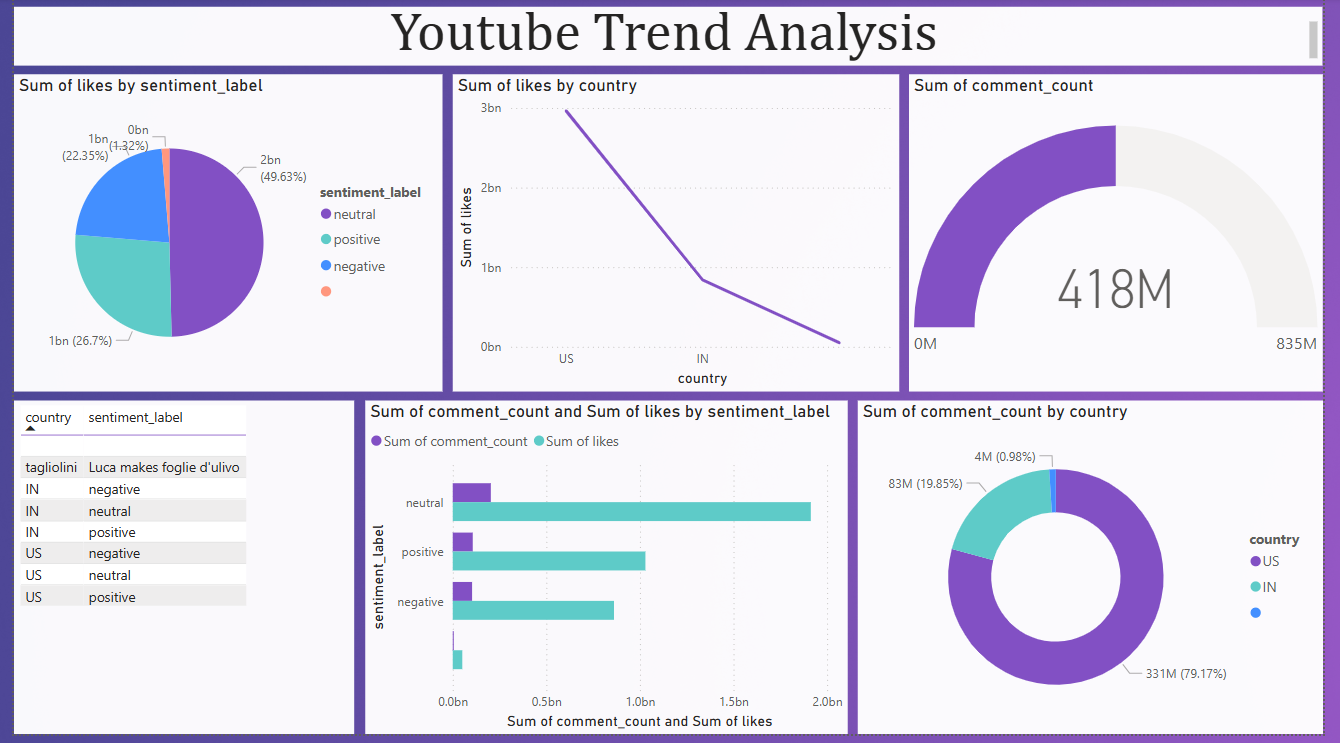 Youtube Trend Analysis
Sum of likes by sentiment_label
0bn
(1.32%)
1bn
(22.35%)
2bn
(49.63%)
1bn (26.7%)
sentiment_label
neutral
positive
negative
Sum of likes by country
3bn
2bn
1bn
0bn
Sum of likes
US
IN
country
Sum of comment_count
418M
0M
835M
country
sentiment_label
tagliolini
Luca makes foglie d'ulivo
IN
negative
IN
neutral
IN
positive
US
negative
US
neutral
US
positive
Sum of comment_count and Sum of likes by sentiment_label
Sum of comment_count
Sum of likes
sentiment_label
neutral
positive
negative
0.0bn
0.5bn
1.0bn
1.5bn
2.0bn
Sum of comment_count and Sum of likes
Sum of comment_count by country
4M (0.98%)
83M (19.85%)
331M (79.17%)
country
US
IN